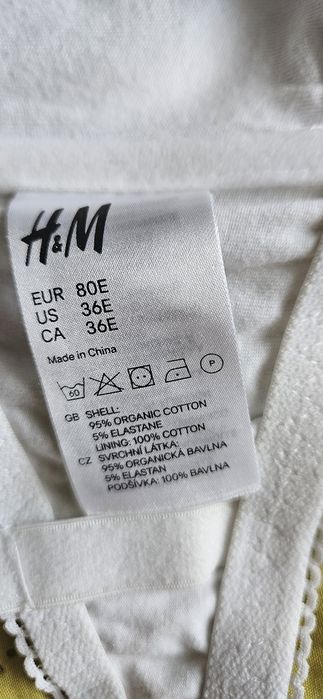 H&M
EUR 80E
US 36E
CA 36E
Made in China
60 P
GB SHELL:
95% ORGANIC COTTON
5% ELASTANE
LINING: 100% COTTON
CZ SVRCHNÍ LÁTKA:
95% ORGANICKÁ BAVLNA
5% ELASTAN
PODŠÍVKA: 100% BAVLNA